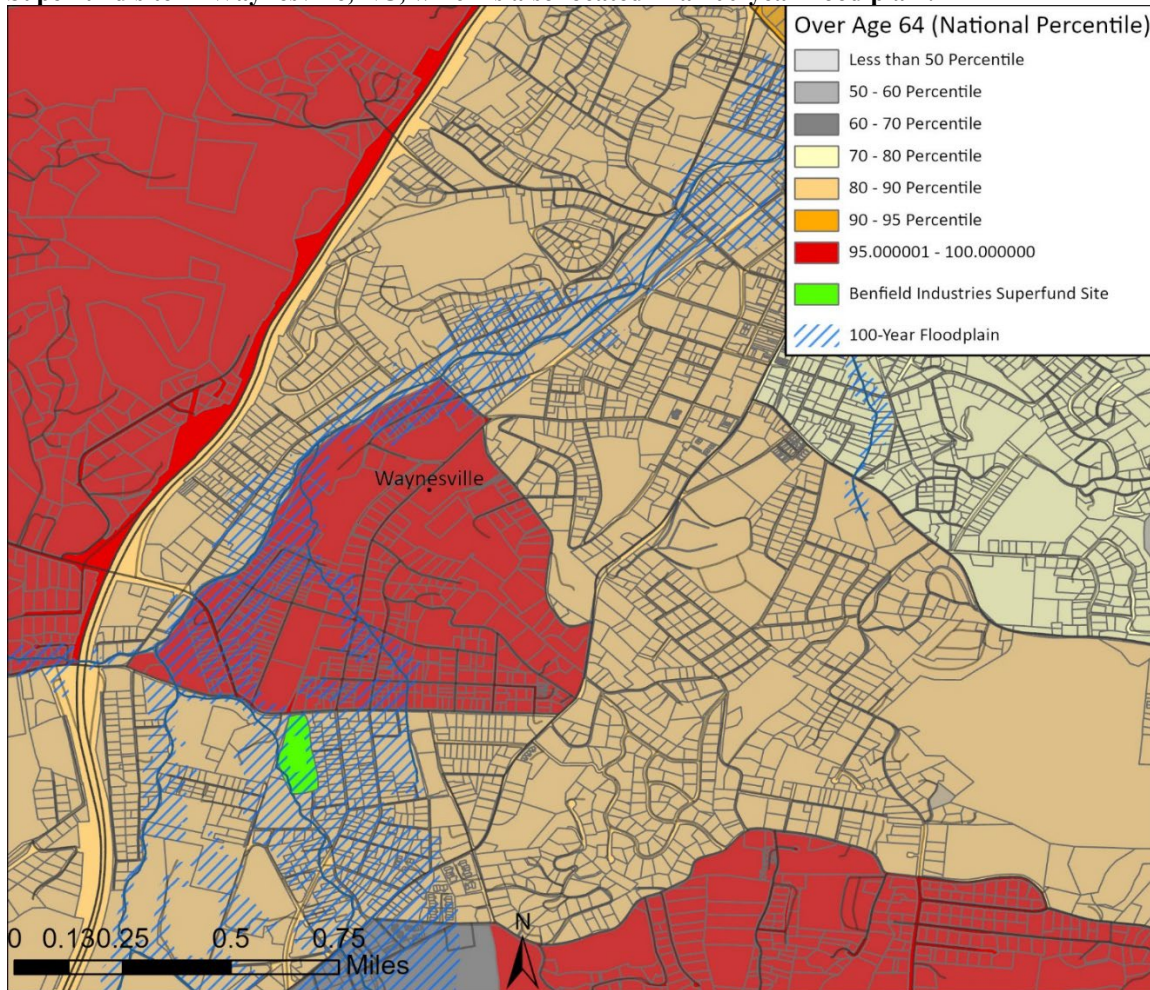 Over Age 64 (National Percentile)
Less than 50 Percentile
50 - 60 Percentile
60 - 70 Percentile
70 - 80 Percentile
80 - 90 Percentile
90 - 95 Percentile
95.000001 - 100.000000
Benfield Industries Superfund Site
100-Year Floodplain
Waynesville
N
0 0.130.25 0.5 0.75
Miles